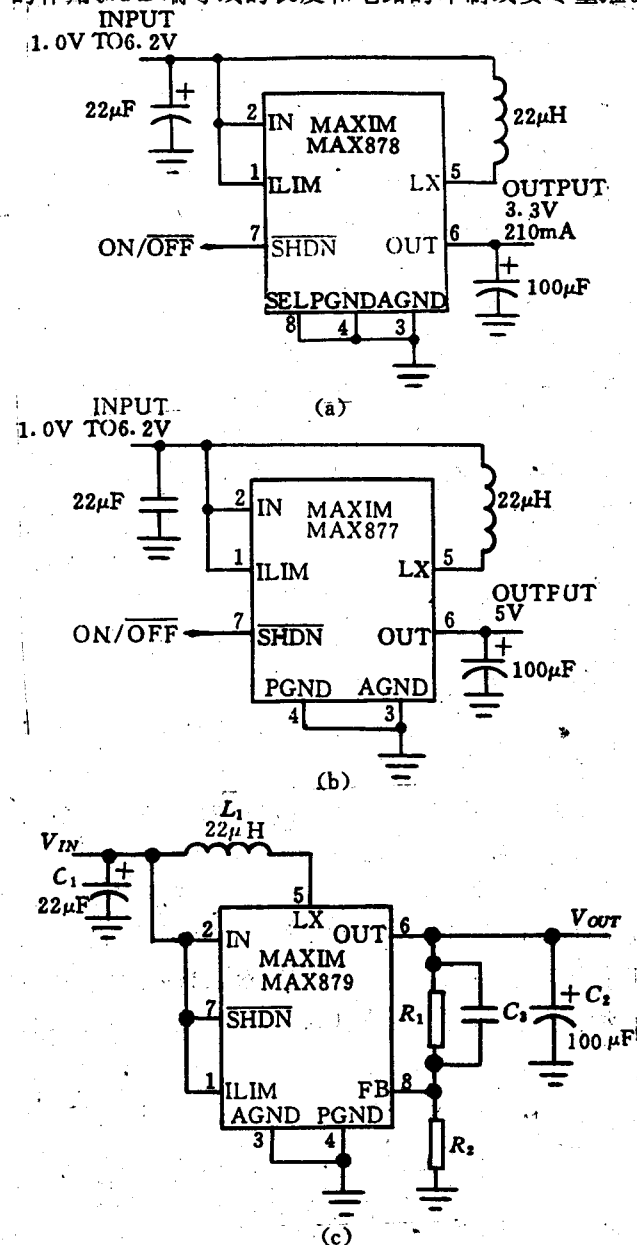 INPUT
1.0V TO6.2V
22μF
+
2
IN
MAXIM
MAX878
22μH
1
ILIM
LX
5
OUTPUT
3.3V
210mA
ON/OFF
7
SHDN
OUT
6
+
100μF
SEL PGND AGND
8
4
3
(a)
INPUT
1.0V TO6.2V
22μF
2
IN
MAXIM
MAX877
22μH
1
ILIM
LX
5
OUTPUT
5V
ON/OFF
7
SHDN
OUT
6
+
100μF
PGND
AGND
4
3
(b)
L₁
22μH
V_IN
C₁
+
22μF
5
LX
2
IN
OUT
6
V_OUT
MAXIM
MAX879
7
SHDN
R₁
C₃
+
C₂
100μF
1
ILIM
FB
8
AGND
PGND
3
4
R₂
(c)